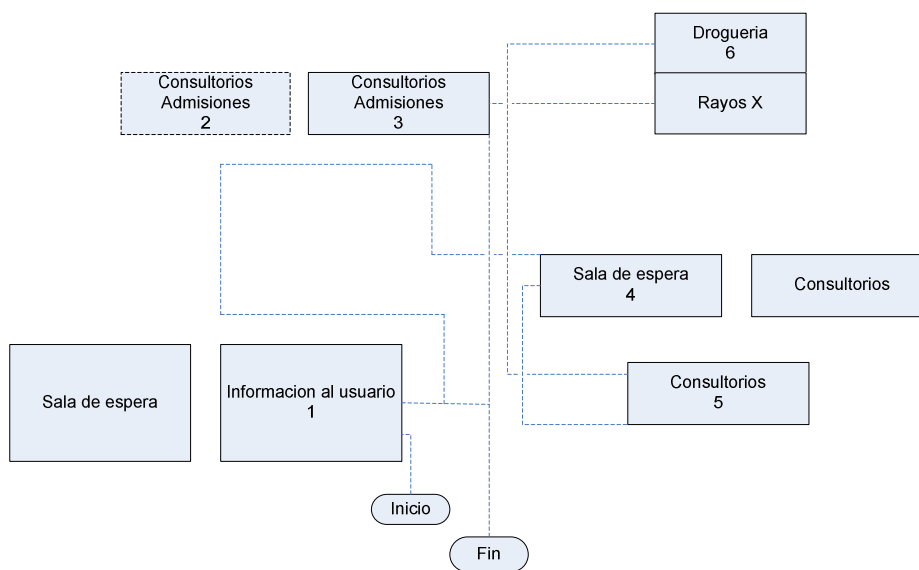 Drogueria
6
Consultorios
Admisiones
2
Consultorios
Admisiones
3
Rayos X
Sala de espera
4
Consultorios
Sala de espera
Informacion al usuario
1
Consultorios
5
Inicio
Fin